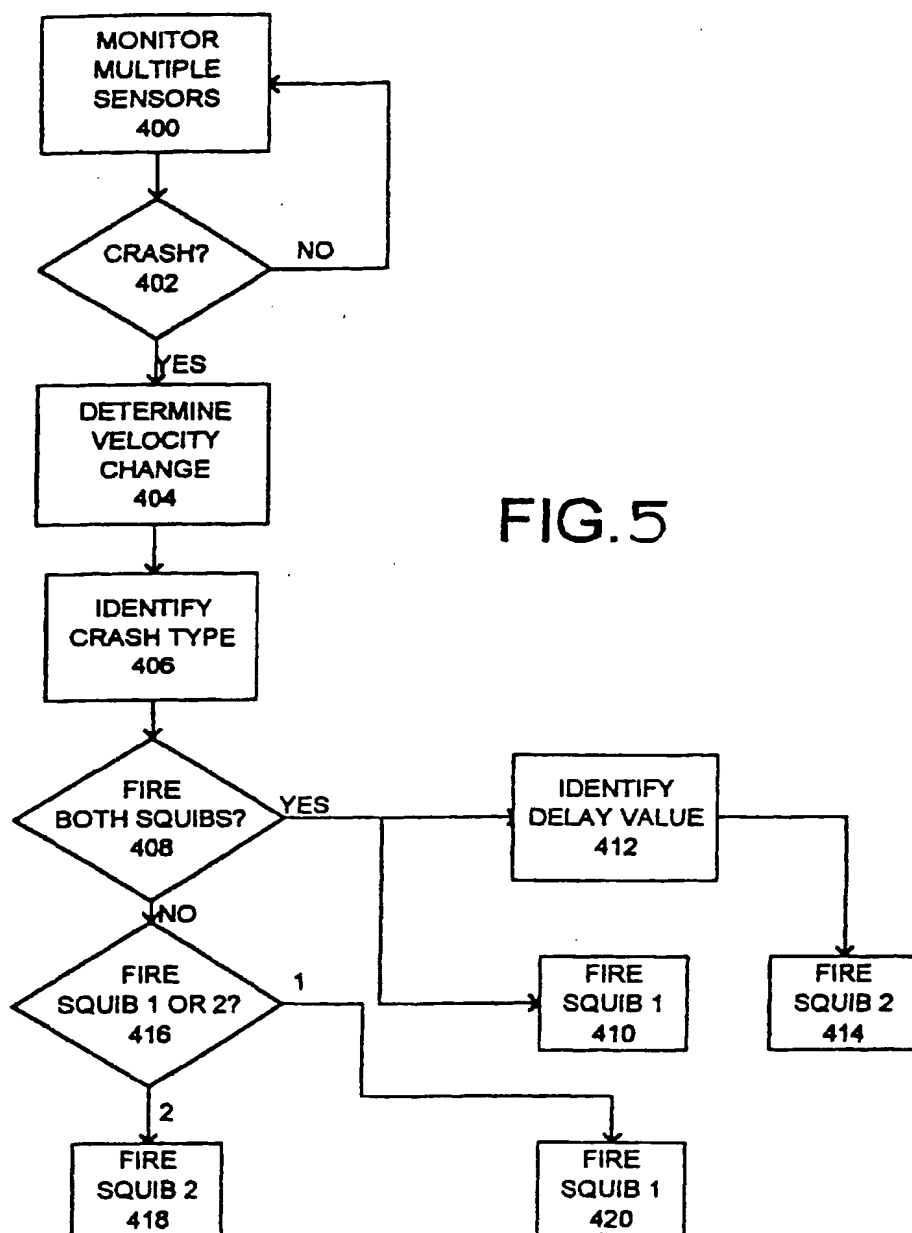 MONITOR
MULTIPLE
SENSORS
400
CRASH?
402
NO
YES
DETERMINE
VELOCITY
CHANGE
404
FIG.5
IDENTIFY
CRASH TYPE
406
FIRE
BOTH SQUIBS?
408
YES
IDENTIFY
DELAY VALUE
412
NO
FIRE
SQUIB 1 OR 2?
416
1
FIRE
SQUIB 1
410
FIRE
SQUIB 2
414
2
FIRE
SQUIB 2
418
FIRE
SQUIB 1
420